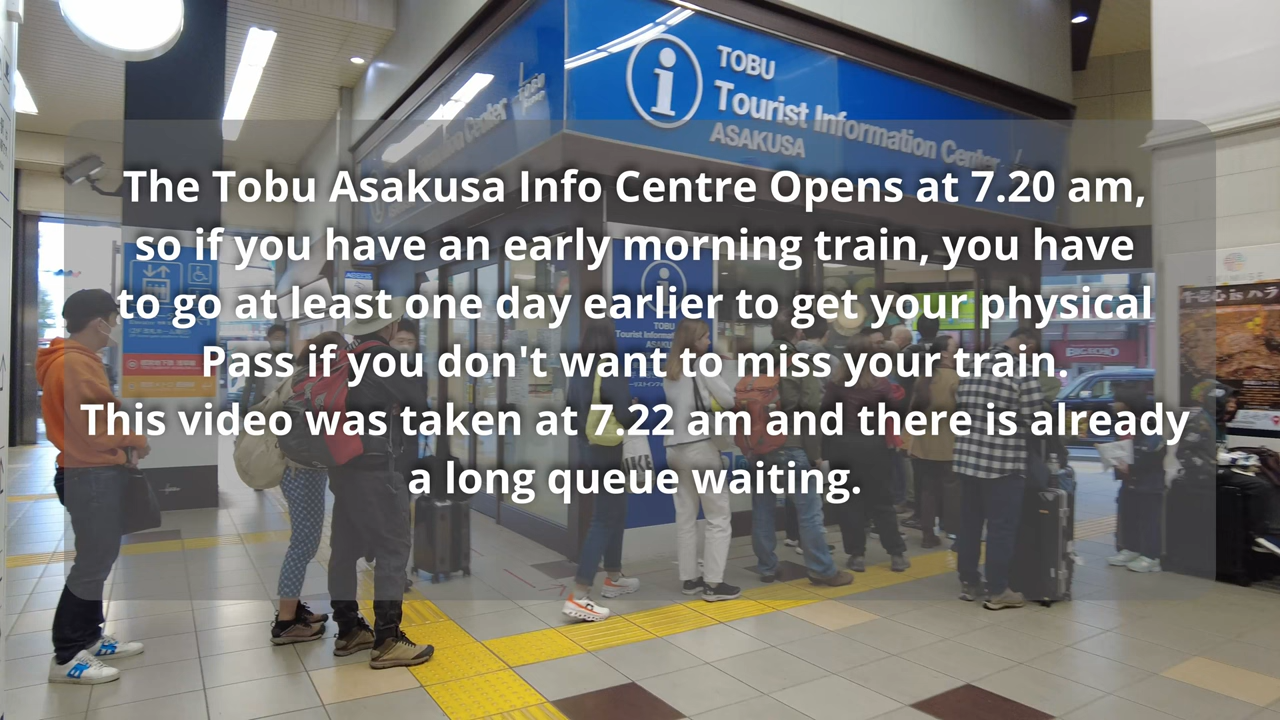 TOBU
Tourist Information Center
ASAKUSA
The Tobu Asakusa Info Centre Opens at 7.20 am,
so if you have an early morning train, you have
to go at least one day earlier to get your physical
Pass if you don't want to miss your train.
This video was taken at 7.22 am and there is already
a long queue waiting.
BIGECHO